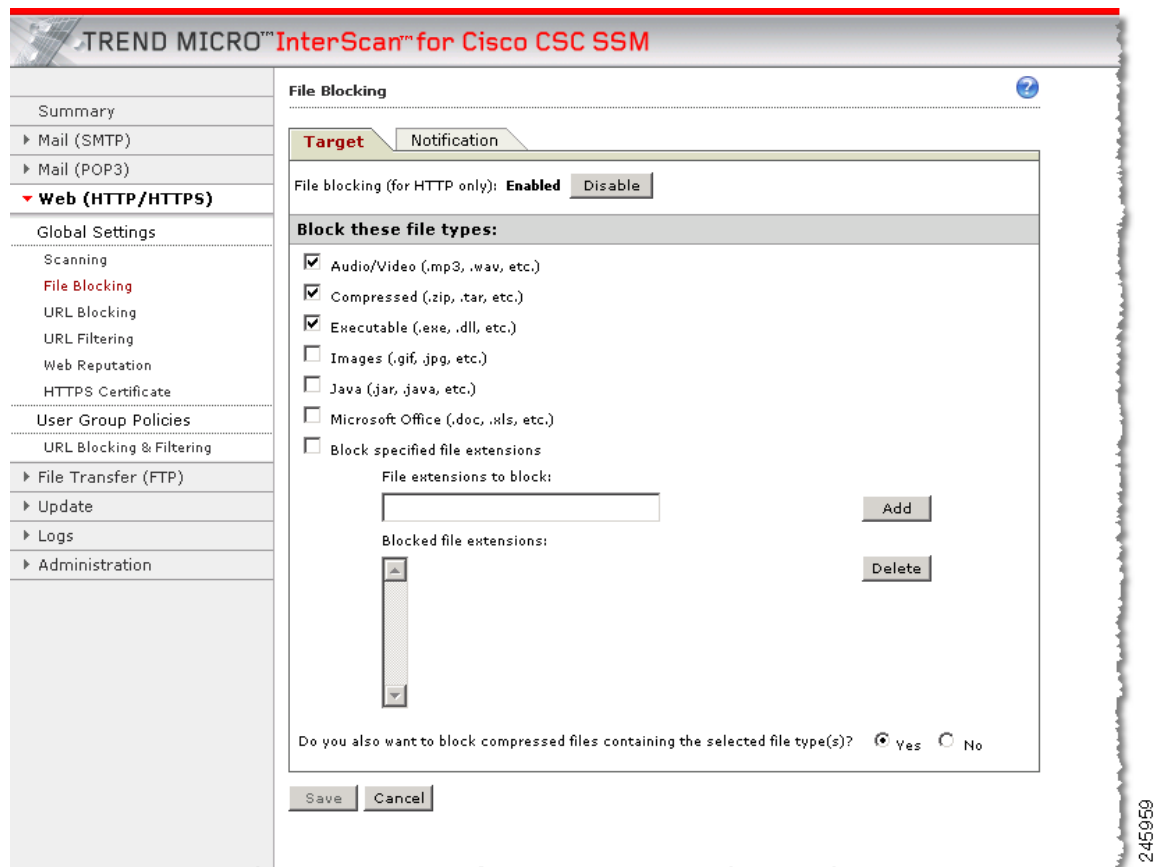 TREND MICRO™ InterScan™ for Cisco CSC SSM
Summary
Mail (SMTP)
Mail (POP3)
Web (HTTP/HTTPS)
Global Settings
Scanning
File Blocking
URL Blocking
URL Filtering
Web Reputation
HTTPS Certificate
User Group Policies
URL Blocking & Filtering
File Transfer (FTP)
Update
Logs
Administration
File Blocking
?
Target
Notification
File blocking (for HTTP only): Enabled Disable
Block these file types:
Audio/Video (.mp3, .wav, etc.)
Compressed (.zip, .tar, etc.)
Executable (.exe, .dll, etc.)
Images (.gif, .jpg, etc.)
Java (.jar, .java, etc.)
Microsoft Office (.doc, .xls, etc.)
Block specified file extensions
File extensions to block:
Add
Blocked file extensions:
Delete
Do you also want to block compressed files containing the selected file type(s)? Yes No
Save Cancel
245959